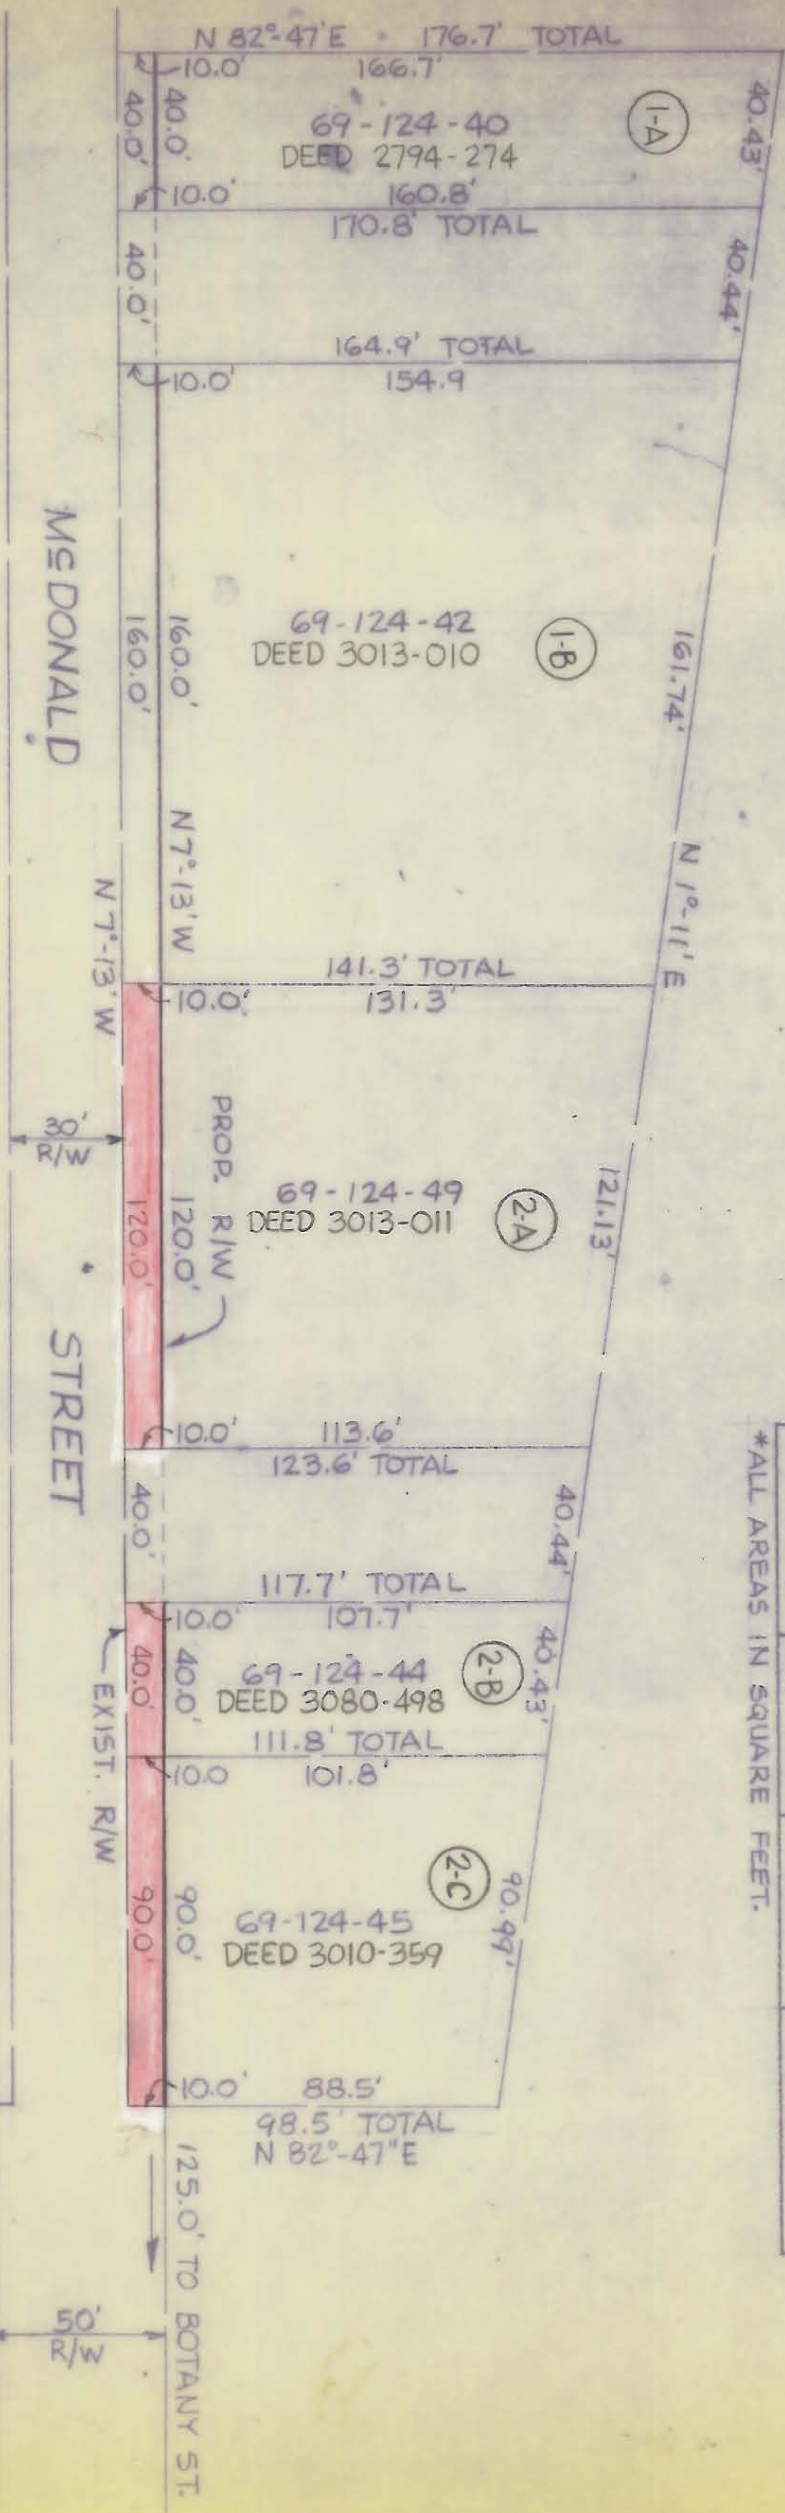 N 82°-47'E 176.7' TOTAL
10.0' 166.7'
40.0'
40.0'
69-124-40
DEED 2794-274
1-A
40.43'
10.0' 160.8'
170.8' TOTAL
40.0'
40.44'
164.9' TOTAL
10.0' 154.9
69-124-42
DEED 3013-010
1-B
160.0'
160.0'
161.74'
McDONALD
N 7°-13' W
N 7°-13' W
N 1°-11' E
141.3' TOTAL
10.0' 131.3'
30'
R/W
PROP. R/W
69-124-49
DEED 3013-011
2-A
120.0'
120.0'
121.13'
STREET
10.0' 113.6'
123.6' TOTAL
40.0'
40.44'
*ALL AREAS IN SQUARE FEET.
117.7' TOTAL
10.0' 107.7'
40.0'
40.0'
69-124-44
DEED 3080-498
2-B
40.43'
EXIST. R/W
111.8' TOTAL
10.0 101.8'
90.0'
90.0'
69-124-45
DEED 3010-359
2-C
90.99'
10.0' 88.5'
98.5' TOTAL
N 82°-47"E
125.0' TO BOTANY ST.
50'
R/W